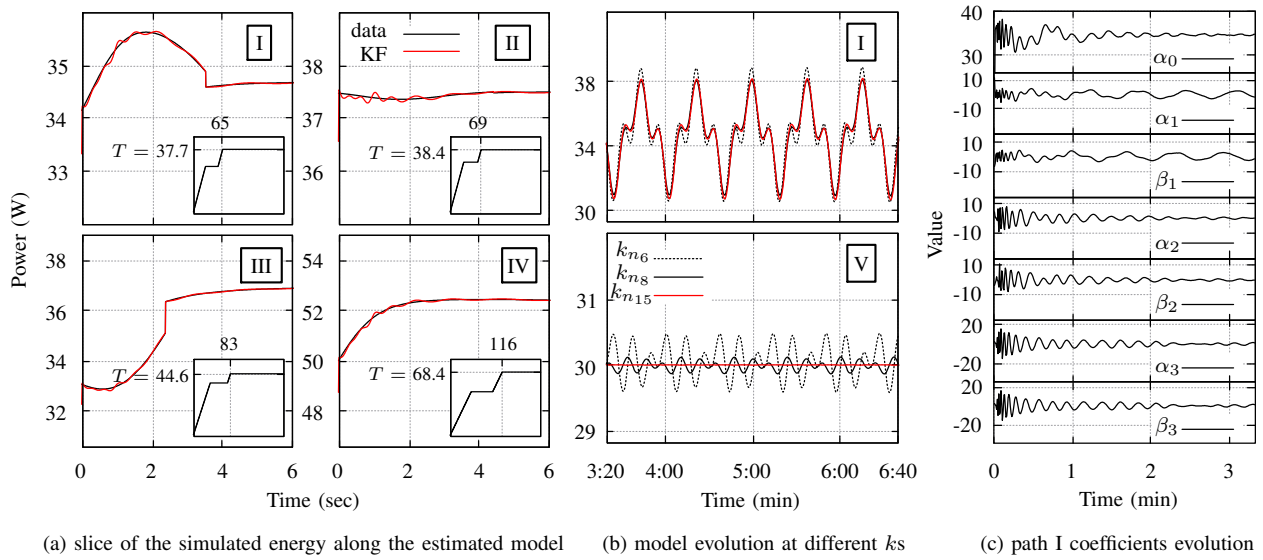 Power (W)
data
KF
I
35
34
33
65
T = 37.7
II
38
37
36
69
T = 38.4
III
38
36
34
32
83
T = 44.6
0 2 4 6
IV
54
52
50
48
116
T = 68.4
0 2 4 6
Time (sec)
(a) slice of the simulated energy along the estimated model
I
38
34
30
V
k_{n_6}
k_{n_8}
k_{n_{15}}
31
30
29
3:20 4:00 5:00 6:00 6:40
Time (min)
(b) model evolution at different ks
Value
40
30
α_0
10
-10
α_1
10
-10
β_1
10
-10
α_2
10
-10
β_2
20
-20
α_3
20
-20
β_3
0 1 2 3
Time (min)
(c) path I coefficients evolution